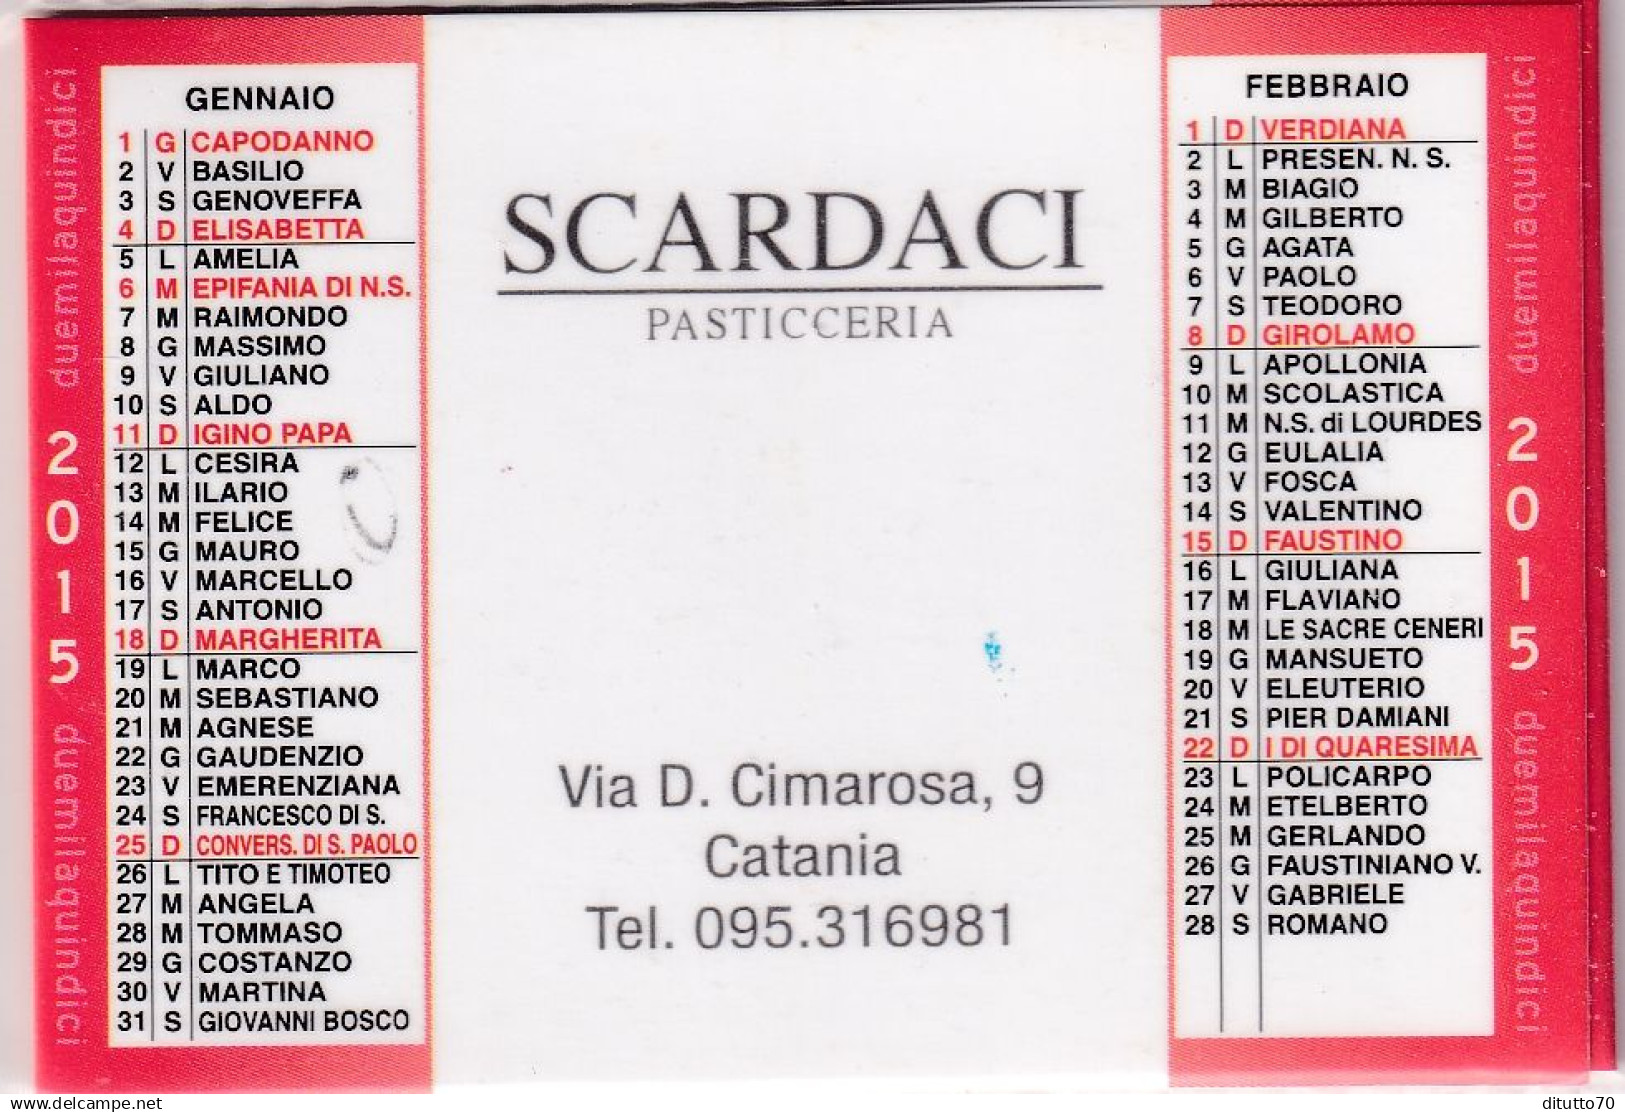 GENNAIO
1 G CAPODANNO
2 V BASILIO
3 S GENOVEFFA
4 D ELISABETTA
5 L AMELIA
6 M EPIFANIA DI N.S.
7 M RAIMONDO
8 G MASSIMO
9 V GIULIANO
10 S ALDO
11 D IGINO PAPA
12 L CESIRA
13 M ILARIO
14 M FELICE
15 G MAURO
16 V MARCELLO
17 S ANTONIO
18 D MARGHERITA
19 L MARCO
20 M SEBASTIANO
21 M AGNESE
22 G GAUDENZIO
23 V EMERENZIANA
24 S FRANCESCO DI S.
25 D CONVERS. DI S. PAOLO
26 L TITO E TIMOTEO
27 M ANGELA
28 M TOMMASO
29 G COSTANZO
30 V MARTINA
31 S GIOVANNI BOSCO
duemilaquindici
2015
duemilaquindici
SCARDACI
PASTICCERIA
Via D. Cimarosa, 9
Catania
Tel. 095.316981
FEBBRAIO
1 D VERDIANA
2 L PRESEN. N. S.
3 M BIAGIO
4 M GILBERTO
5 G AGATA
6 V PAOLO
7 S TEODORO
8 D GIROLAMO
9 L APOLLONIA
10 M SCOLASTICA
11 M N.S. di LOURDES
12 G EULALIA
13 V FOSCA
14 S VALENTINO
15 D FAUSTINO
16 L GIULIANA
17 M FLAVIANO
18 M LE SACRE CENERI
19 G MANSUETO
20 V ELEUTERIO
21 S PIER DAMIANI
22 D I DI QUARESIMA
23 L POLICARPO
24 M ETELBERTO
25 M GERLANDO
26 G FAUSTINIANO V.
27 V GABRIELE
28 S ROMANO
duemilaquindici
2015
duemilaquindici
delcampe.net
ditutto70